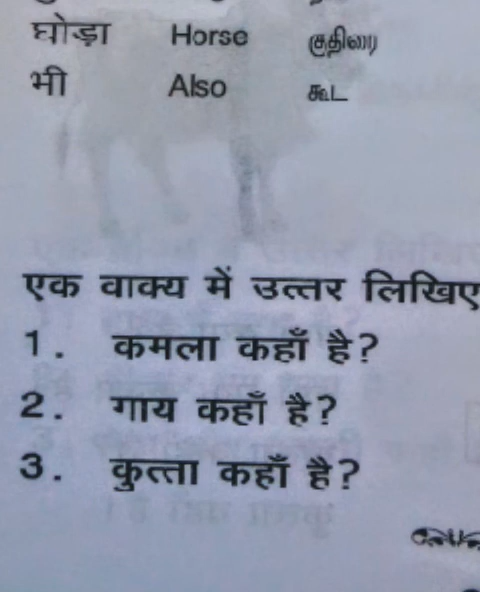 घोड़ा Horse குதிரை
भी Also கூட
एक वाक्य में उत्तर लिखिए
1. कमला कहाँ है?
2. गाय कहाँ है?
3. कुत्ता कहाँ है?